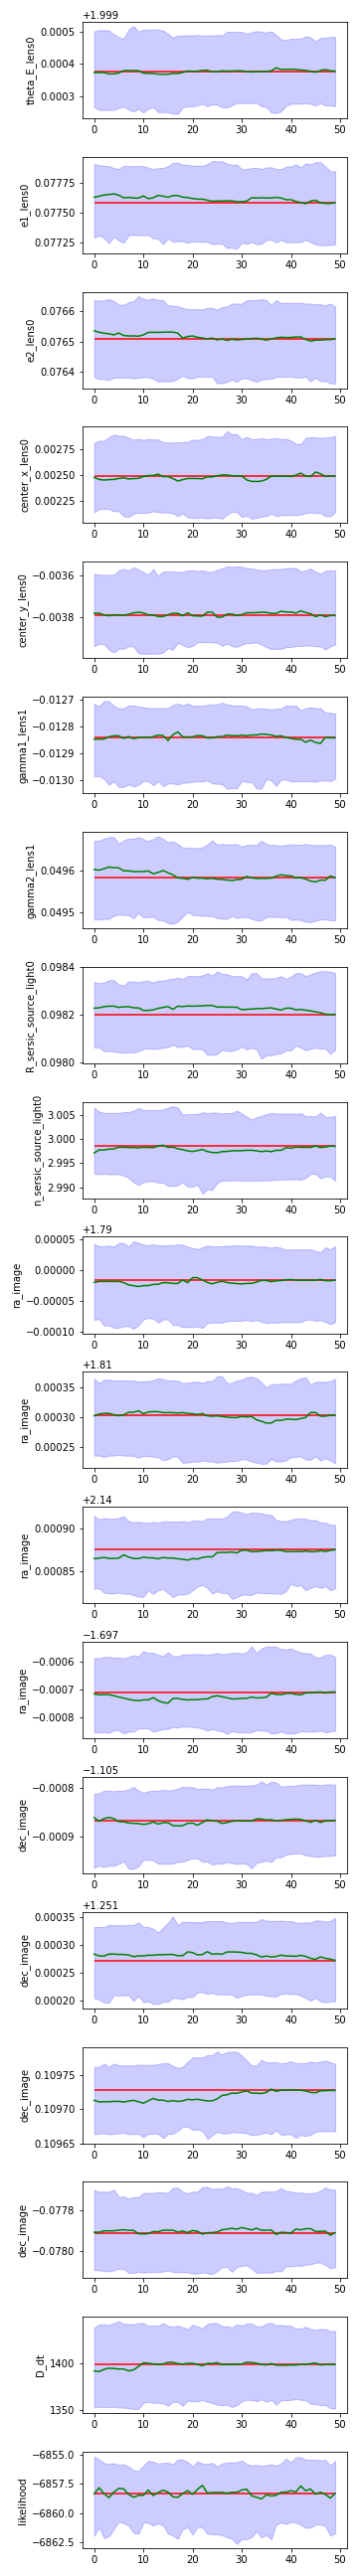 +1.999
0.0005
0.0004
0.0003
theta_E_lens0
0 10 20 30 40 50
0.07775
0.07750
0.07725
e1_lens0
0 10 20 30 40 50
0.0766
0.0765
0.0764
e2_lens0
0 10 20 30 40 50
0.00275
0.00250
0.00225
center_x_lens0
0 10 20 30 40 50
−0.0036
−0.0038
center_y_lens0
0 10 20 30 40 50
−0.0127
−0.0128
−0.0129
−0.0130
gamma1_lens1
0 10 20 30 40 50
0.0496
0.0495
gamma2_lens1
0 10 20 30 40 50
0.0984
0.0982
0.0980
R_sersic_source_light0
0 10 20 30 40 50
3.005
3.000
2.995
2.990
n_sersic_source_light0
0 10 20 30 40 50
+1.79
0.00005
0.00000
−0.00005
−0.00010
ra_image
0 10 20 30 40 50
+1.81
0.00035
0.00030
0.00025
ra_image
0 10 20 30 40 50
+2.14
0.00090
0.00085
ra_image
0 10 20 30 40 50
−1.697
−0.0006
−0.0007
−0.0008
ra_image
0 10 20 30 40 50
−1.105
−0.0008
−0.0009
dec_image
0 10 20 30 40 50
+1.251
0.00035
0.00030
0.00025
0.00020
dec_image
0 10 20 30 40 50
0.10975
0.10970
0.10965
dec_image
0 10 20 30 40 50
−0.0778
−0.0780
dec_image
0 10 20 30 40 50
1400
1350
D_dt
0 10 20 30 40 50
−6855.0
−6857.5
−6860.0
−6862.5
likelihood
0 10 20 30 40 50